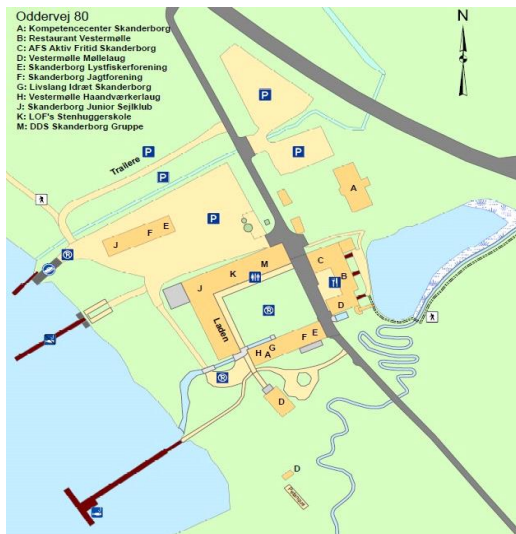 Oddervej 80
A: Kompetencecenter Skanderborg
B: Restaurant Vestermølle
C: AFS Aktiv Fritid Skanderborg
D: Vestermølle Møllelaug
E: Skanderborg Lystfiskerforening
F: Skanderborg Jagtforening
G: Livslang Idræt Skanderborg
H: Vestermølle Haandværkerlaug
J: Skanderborg Junior Sejlklub
K: LOF's Stenhuggerskole
M: DDS Skanderborg Gruppe
N
P
P
P
Trailere
P
P
A
J F E
M
K
J
C
B
D
Laden
R
R
R
H A G F E
D
D